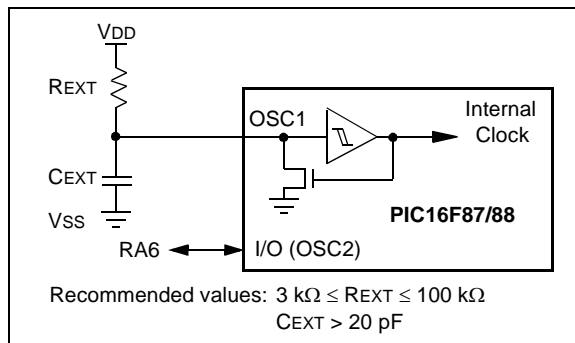 VDD
REXT
OSC1
Internal
Clock
CEXT
VSS
PIC16F87/88
RA6
I/O (OSC2)
Recommended values: 3 kΩ ≤ REXT ≤ 100 kΩ
CEXT > 20 pF